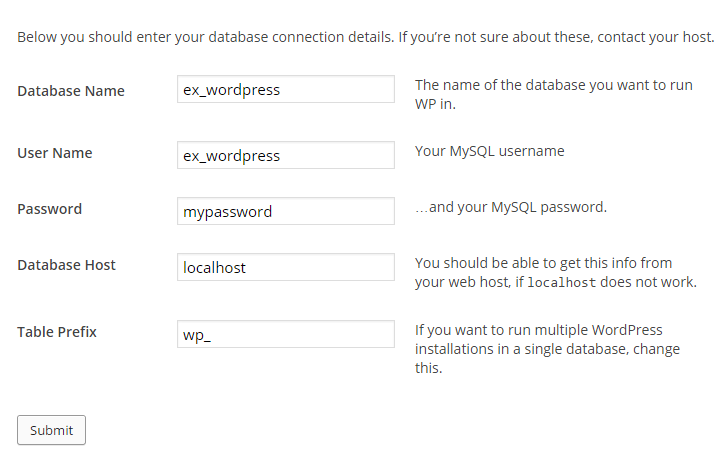 Below you should enter your database connection details. If you’re not sure about these, contact your host.
Database Name
ex_wordpress
The name of the database you want to run
WP in.
User Name
ex_wordpress
Your MySQL username
Password
mypassword
…and your MySQL password.
Database Host
localhost
You should be able to get this info from
your web host, if localhost does not work.
Table Prefix
wp_
If you want to run multiple WordPress
installations in a single database, change
this.
Submit